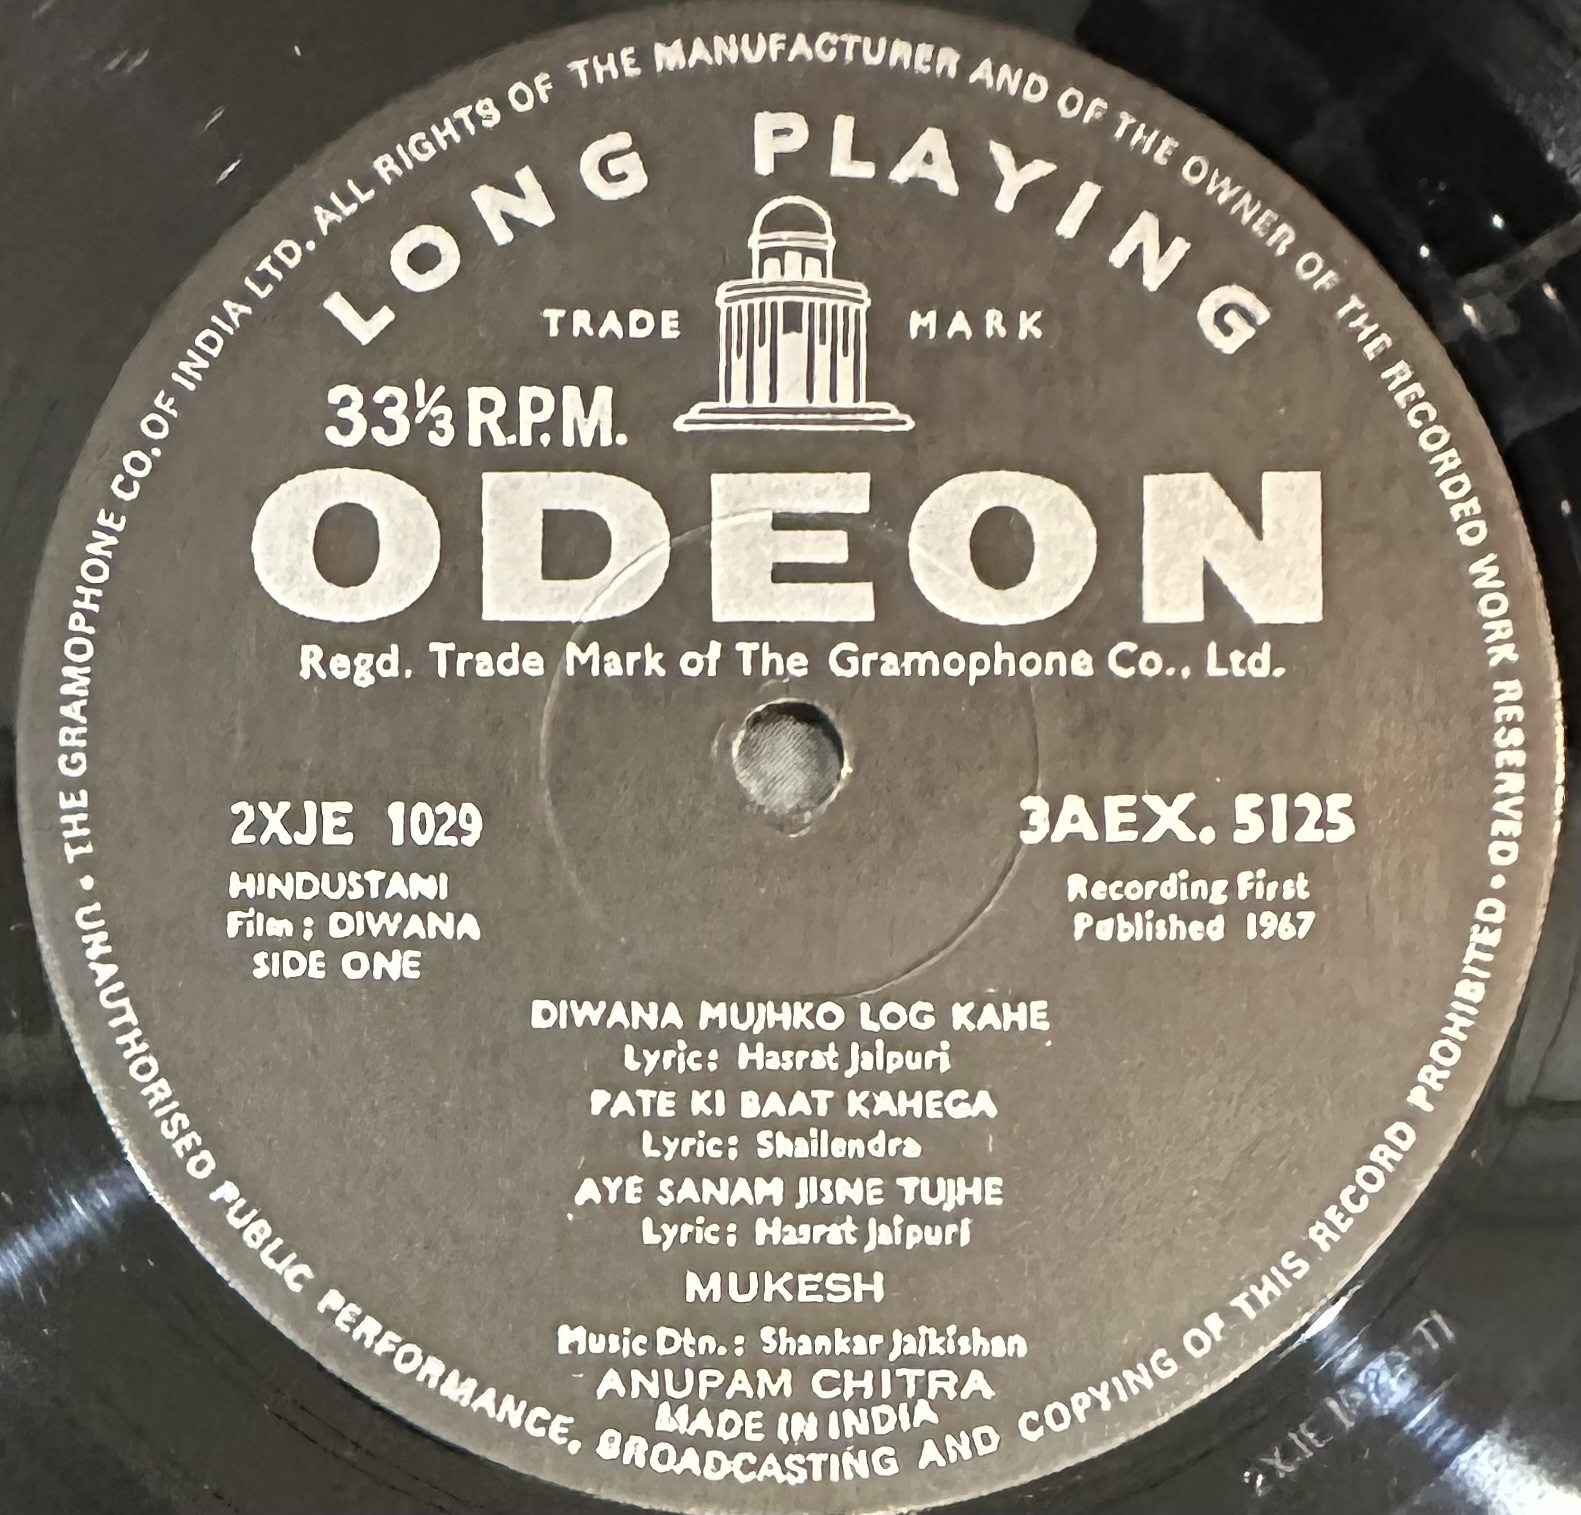 THE GRAMOPHONE CO. OF INDIA LTD. ALL RIGHTS OF THE MANUFACTURER AND OF THE OWNER OF THE RECORDED WORK RESERVED •
UNAUTHORISED PUBLIC PERFORMANCE, BROADCASTING AND COPYING OF THIS RECORD PROHIBITED •
LONG PLAYING
TRADE MARK
33⅓ R.P.M.
ODEON
Regd. Trade Mark of The Gramophone Co., Ltd.
2XJE 1029
3AEX. 5125
HINDUSTANI
Recording First
Film : DIWANA
Published 1967
SIDE ONE
DIWANA MUJHKO LOG KAHE
Lyric: Hasrat Jaipuri
PATE KI BAAT KAHEGA
Lyric: Shailendra
AYE SANAM JISNE TUJHE
Lyric: Hasrat Jaipuri
MUKESH
Music Dtn. : Shankar Jaikishan
ANUPAM CHITRA
MADE IN INDIA
2XJE